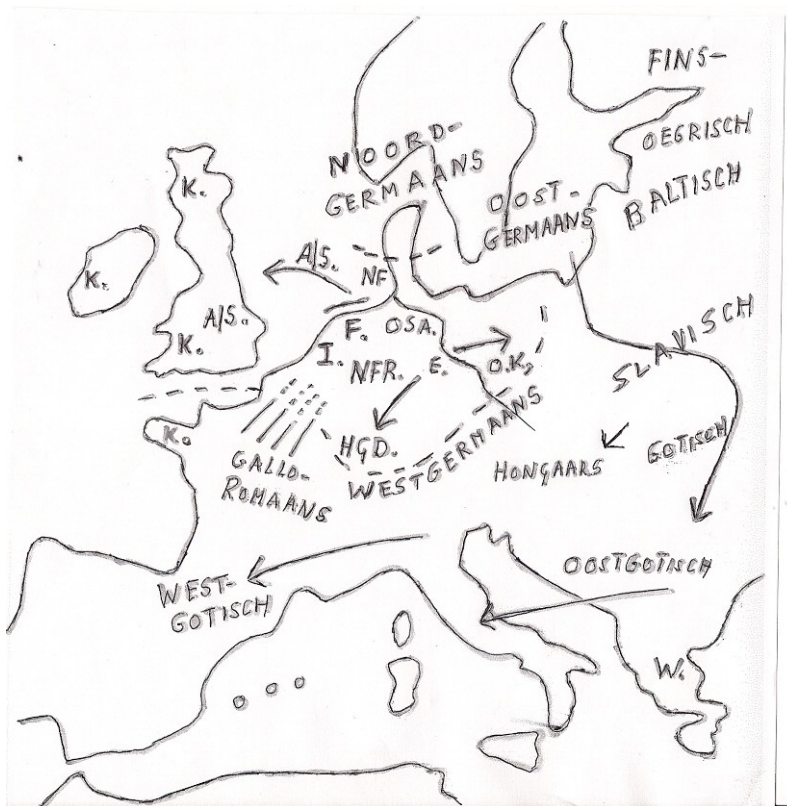 FINS-
OEGRISCH
BALTISCH
NOORD-
GERMAANS
OOST-
GERMAANS
K.
K.
A/S.
NF
A/S.
K.
F. OSA.
I.
NFR. E.
O.K,
SLAVISCH
K.
HGD.
WESTGERMAANS
GALLO-
ROMAANS
HONGAARS
GOTISCH
WEST-
GOTISCH
OOSTGOTISCH
W.